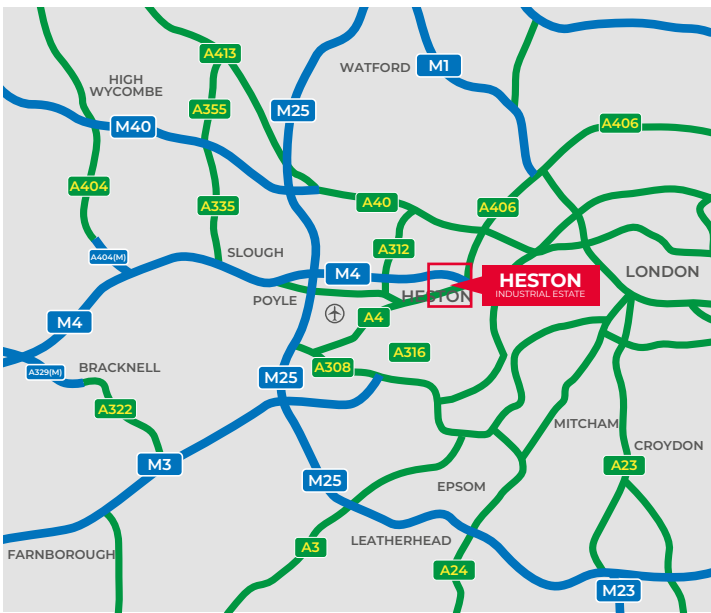 A413
WATFORD
M1
HIGH
WYCOMBE
A355
M25
M40
A406
A404
A335
A40
A406
A312
SLOUGH
A404(M)
M4
LONDON
HESTON
INDUSTRIAL ESTATE
POYLE
HESTON
M4
A4
A316
BRACKNELL
A308
A329(M)
M25
A322
MITCHAM
CROYDON
M3
A23
M25
EPSOM
LEATHERHEAD
A3
FARNBOROUGH
A24
M23